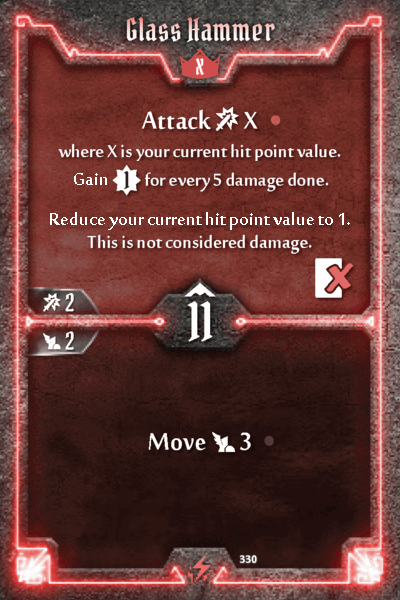 Glass Hammer
X
Attack X
where X is your current hit point value.
Gain 1 for every 5 damage done.
Reduce your current hit point value to 1.
This is not considered damage.
2
11
2
Move 3
330